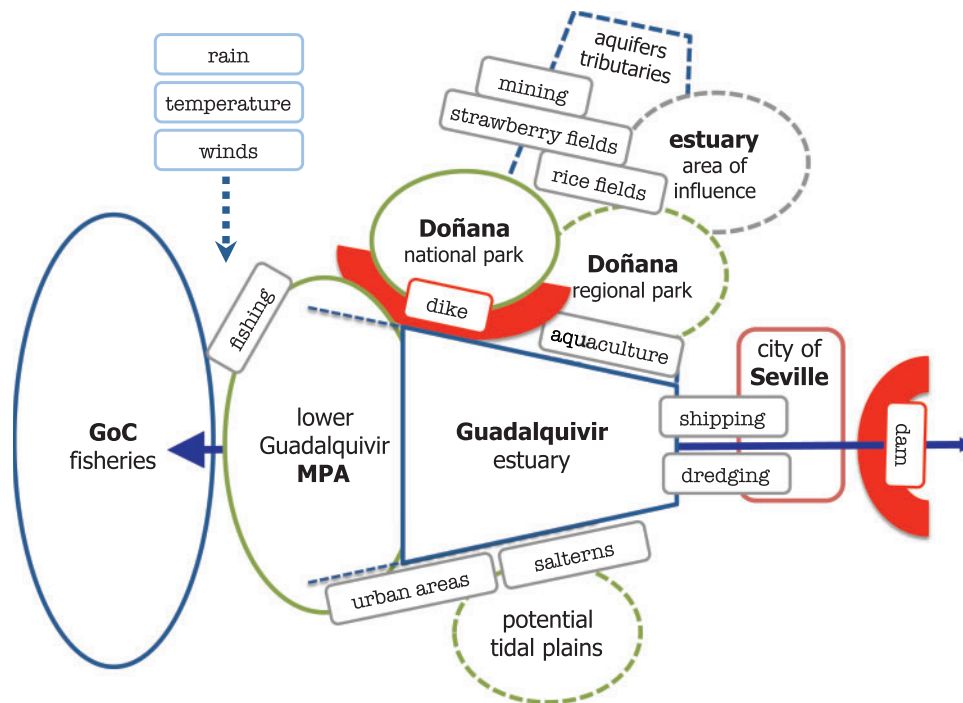 rain
temperature
winds
aquifers
tributaries
mining
strawberry fields
rice fields
estuary
area of
influence
Doñana
national park
Doñana
regional park
dike
fishing
aquaculture
city of
Seville
shipping
dredging
dam
GoC
fisheries
lower
Guadalquivir
MPA
Guadalquivir
estuary
urban areas
salterns
potential
tidal plains